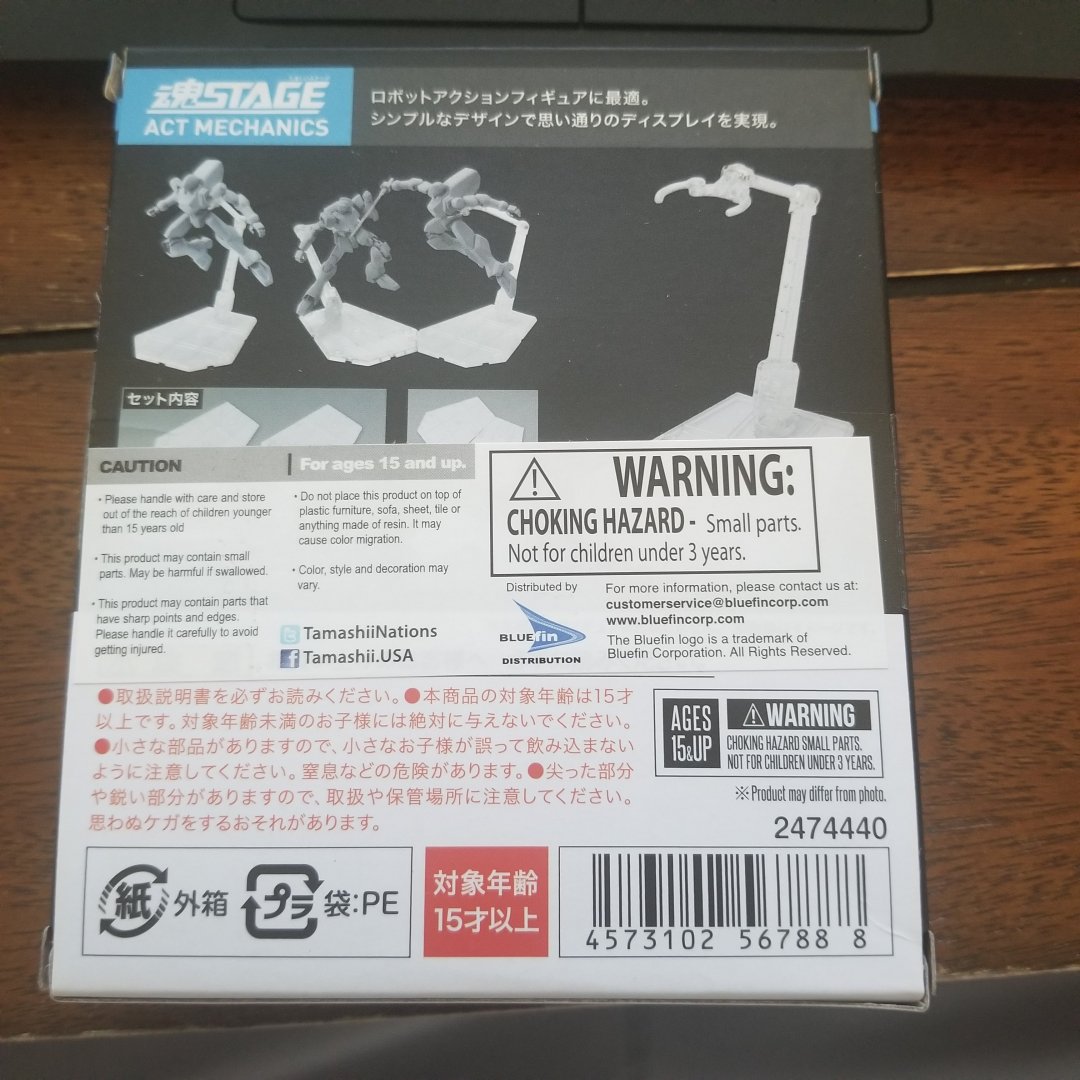 魂STAGE
ACT MECHANICS
ロボットアクションフィギュアに最適。
シンプルなデザインで思い通りのディスプレイを実現。
セット内容
CAUTION
For ages 15 and up.
・Please handle with care and store
out of the reach of children younger
than 15 years old
・This product may contain small
parts. May be harmful if swallowed.
・This product may contain parts that
have sharp points and edges.
Please handle it carefully to avoid
getting injured.
・Do not place this product on top of
plastic furniture, sofa, sheet, tile or
anything made of resin. It may
cause color migration.
・Color, style and decoration may
vary.
TamashiiNations
Tamashii.USA
WARNING:
CHOKING HAZARD - Small parts.
Not for children under 3 years.
Distributed by
BLUEfin
DISTRIBUTION
For more information, please contact us at:
customerservice@bluefincorp.com
www.bluefincorp.com
The Bluefin logo is a trademark of
Bluefin Corporation. All Rights Reserved.
●取扱説明書を必ずお読みください。●本商品の対象年齢は15才
以上です。対象年齢未満のお子様には絶対に与えないでください。
●小さな部品がありますので、小さなお子様が誤って飲み込まない
ように注意してください。窒息などの危険があります。●尖った部分
や鋭い部分がありますので、取扱や保管場所に注意してください。
思わぬケガをするおそれがあります。
AGES
15&UP
WARNING
CHOKING HAZARD SMALL PARTS.
NOT FOR CHILDREN UNDER 3 YEARS.
※Product may differ from photo.
2474440
紙 外箱
プラ 袋:PE
対象年齢
15才以上
4573102 567888